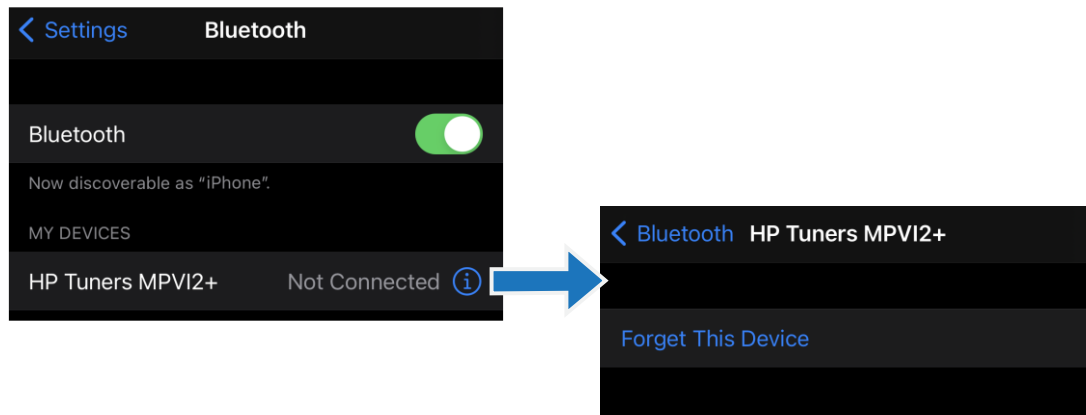 Settings Bluetooth
Bluetooth
Now discoverable as “iPhone”.
MY DEVICES
HP Tuners MPVI2+ Not Connected i
Bluetooth HP Tuners MPVI2+
Forget This Device